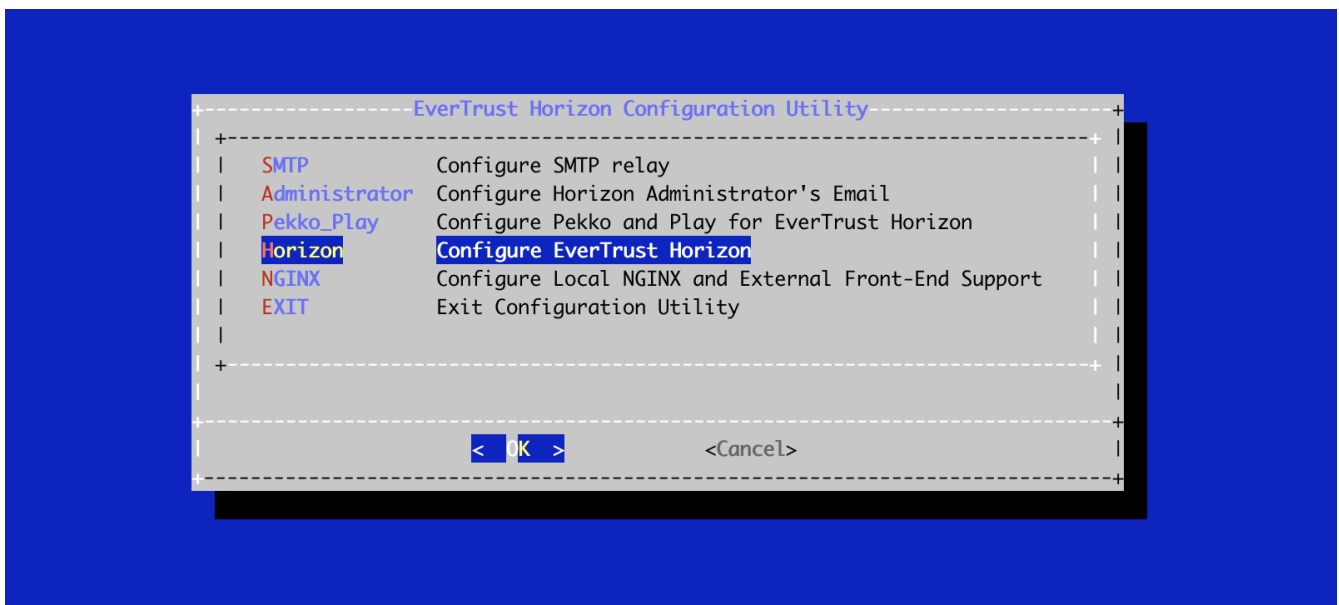 EverTrust Horizon Configuration Utility
SMTP Configure SMTP relay
Administrator Configure Horizon Administrator's Email
Pekko_Play Configure Pekko and Play for EverTrust Horizon
Horizon Configure EverTrust Horizon
NGINX Configure Local NGINX and External Front-End Support
EXIT Exit Configuration Utility
< OK > <Cancel>